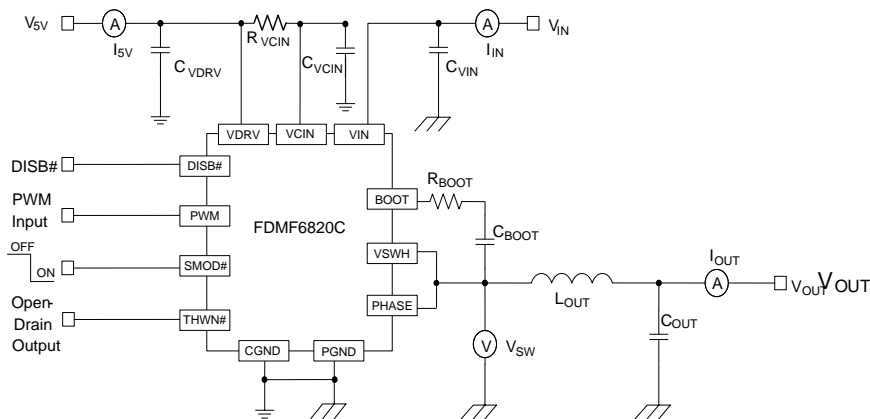 V5V
A
I5V
RVCIN
A
IIN
VIN
CVDRV
CVCIN
CVIN
VDRV
VCIN
VIN
DISB#
DISB#
PWM
Input
PWM
FDMF6820C
BOOT
RBOOT
CBOOT
OFF
ON
SMOD#
VSWH
Open-
Drain
Output
THWN#
PHASE
LOUT
IOUT
A
VOUT
VOUT
COUT
V
VSW
CGND
PGND